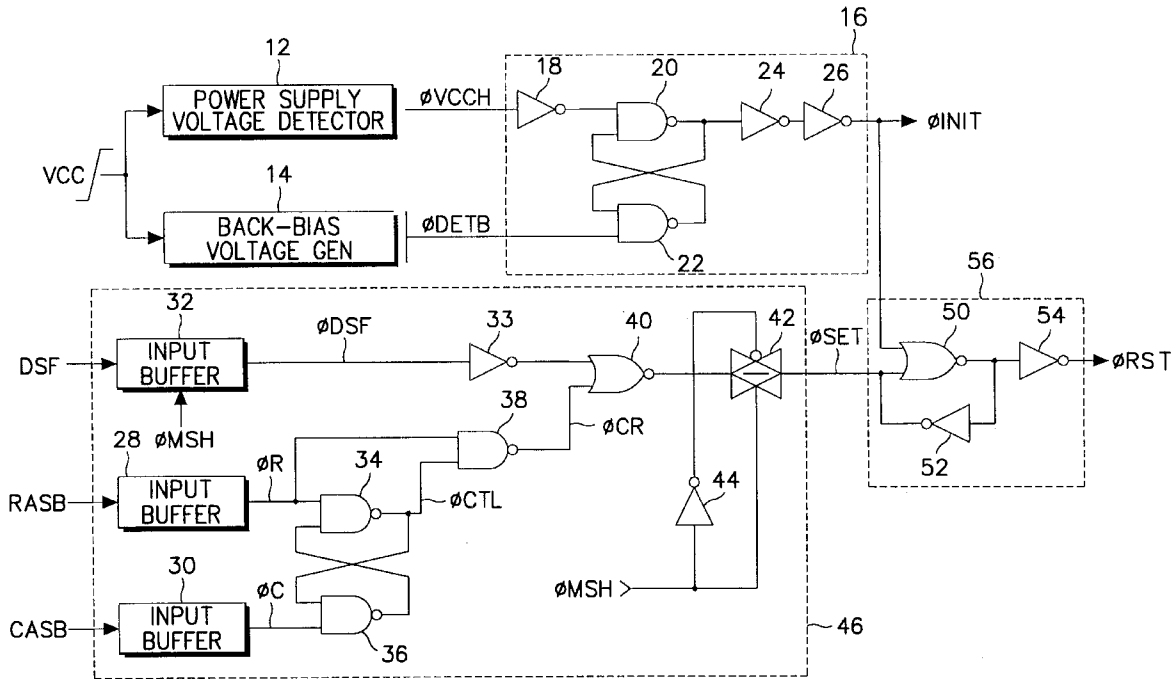 16
12
POWER SUPPLY
VOLTAGE DETECTOR
øVCCH
18
20
24
26
øINIT
VCC
14
BACK-BIAS
VOLTAGE GEN
øDETB
22
56
32
DSF
INPUT
BUFFER
øDSF
33
40
42
øSET
50
54
øRST
øMSH
38
øCR
52
28
RASB
INPUT
BUFFER
øR
34
øCTL
44
30
CASB
INPUT
BUFFER
øC
36
øMSH
46